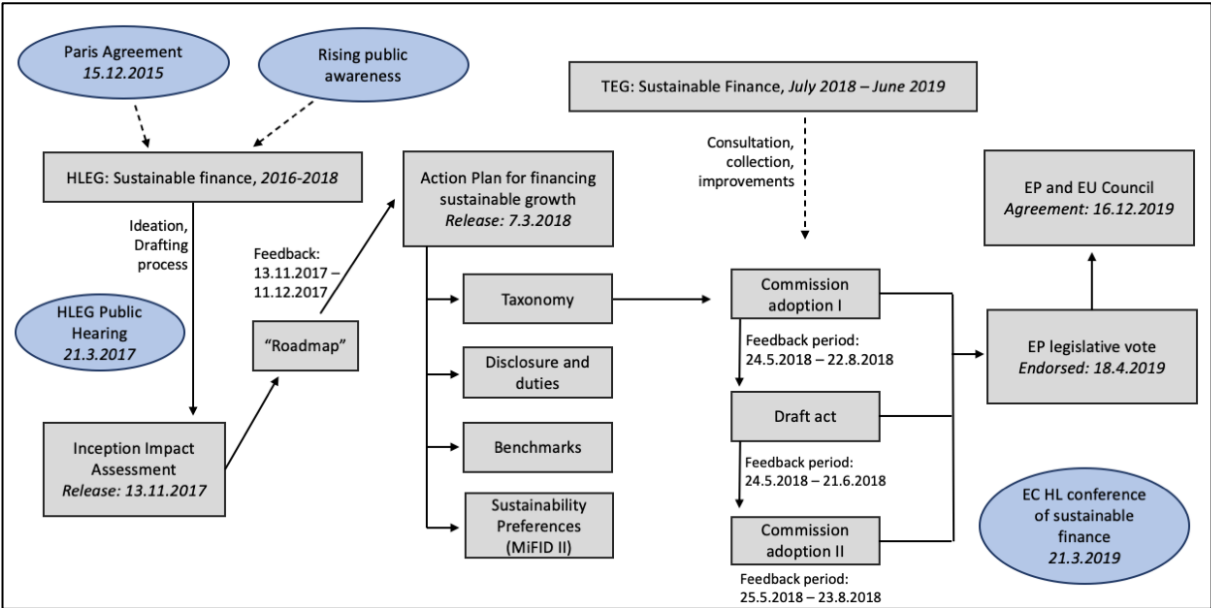 Paris Agreement
15.12.2015
Rising public
awareness
TEG: Sustainable Finance, July 2018 – June 2019
HLEG: Sustainable finance, 2016-2018
Ideation,
Drafting
process
Feedback:
13.11.2017 –
11.12.2017
Action Plan for financing
sustainable growth
Release: 7.3.2018
Consultation,
collection,
improvements
EP and EU Council
Agreement: 16.12.2019
HLEG Public
Hearing
21.3.2017
"Roadmap"
Taxonomy
Commission
adoption I
Feedback period:
24.5.2018 – 22.8.2018
EP legislative vote
Endorsed: 18.4.2019
Disclosure and
duties
Draft act
Inception Impact
Assessment
Release: 13.11.2017
Benchmarks
Feedback period:
24.5.2018 – 21.6.2018
Sustainability
Preferences
(MiFID II)
Commission
adoption II
Feedback period:
25.5.2018 – 23.8.2018
EC HL conference
of sustainable
finance
21.3.2019